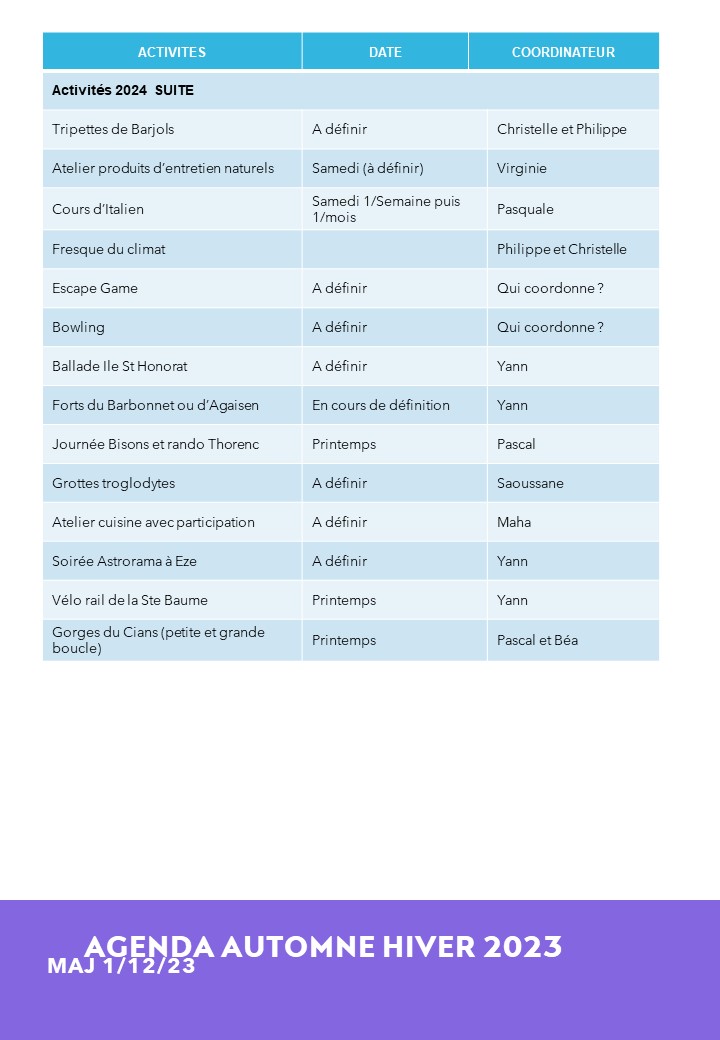 ACTIVITES DATE COORDINATEUR
Activités 2024  SUITE
Tripettes de Barjols A définir Christelle et Philippe
Atelier produits d’entretien naturels Samedi (à définir) Virginie
Cours d’Italien Samedi 1/Semaine puis 1/mois Pasquale
Fresque du climat Philippe et Christelle
Escape Game A définir Qui coordonne ?
Bowling A définir Qui coordonne ?
Ballade Ile St Honorat A définir Yann
Forts du Barbonnet ou d’Agaisen En cours de définition Yann
Journée Bisons et rando Thorenc Printemps Pascal
Grottes troglodytes A définir Saoussane
Atelier cuisine avec participation A définir Maha
Soirée Astrorama à Eze A définir Yann
Vélo rail de la Ste Baume Printemps Yann
Gorges du Cians (petite et grande boucle) Printemps Pascal et Béa
AGENDA AUTOMNE HIVER 2023
MAJ 1/12/23